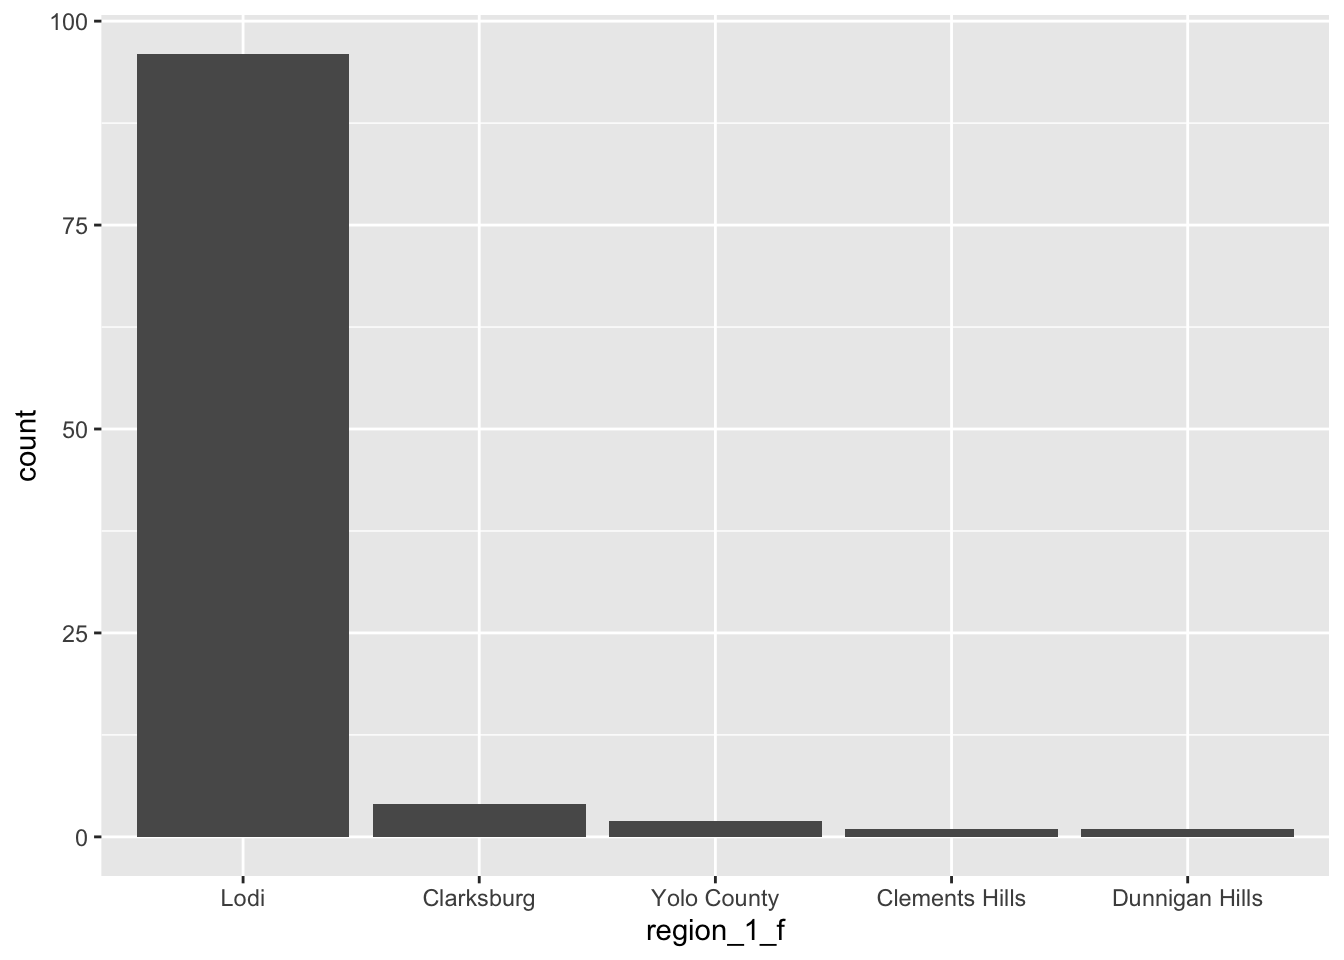 100
75
50
25
0
count
Lodi
Clarksburg
Yolo County
Clements Hills
Dunnigan Hills
region_1_f